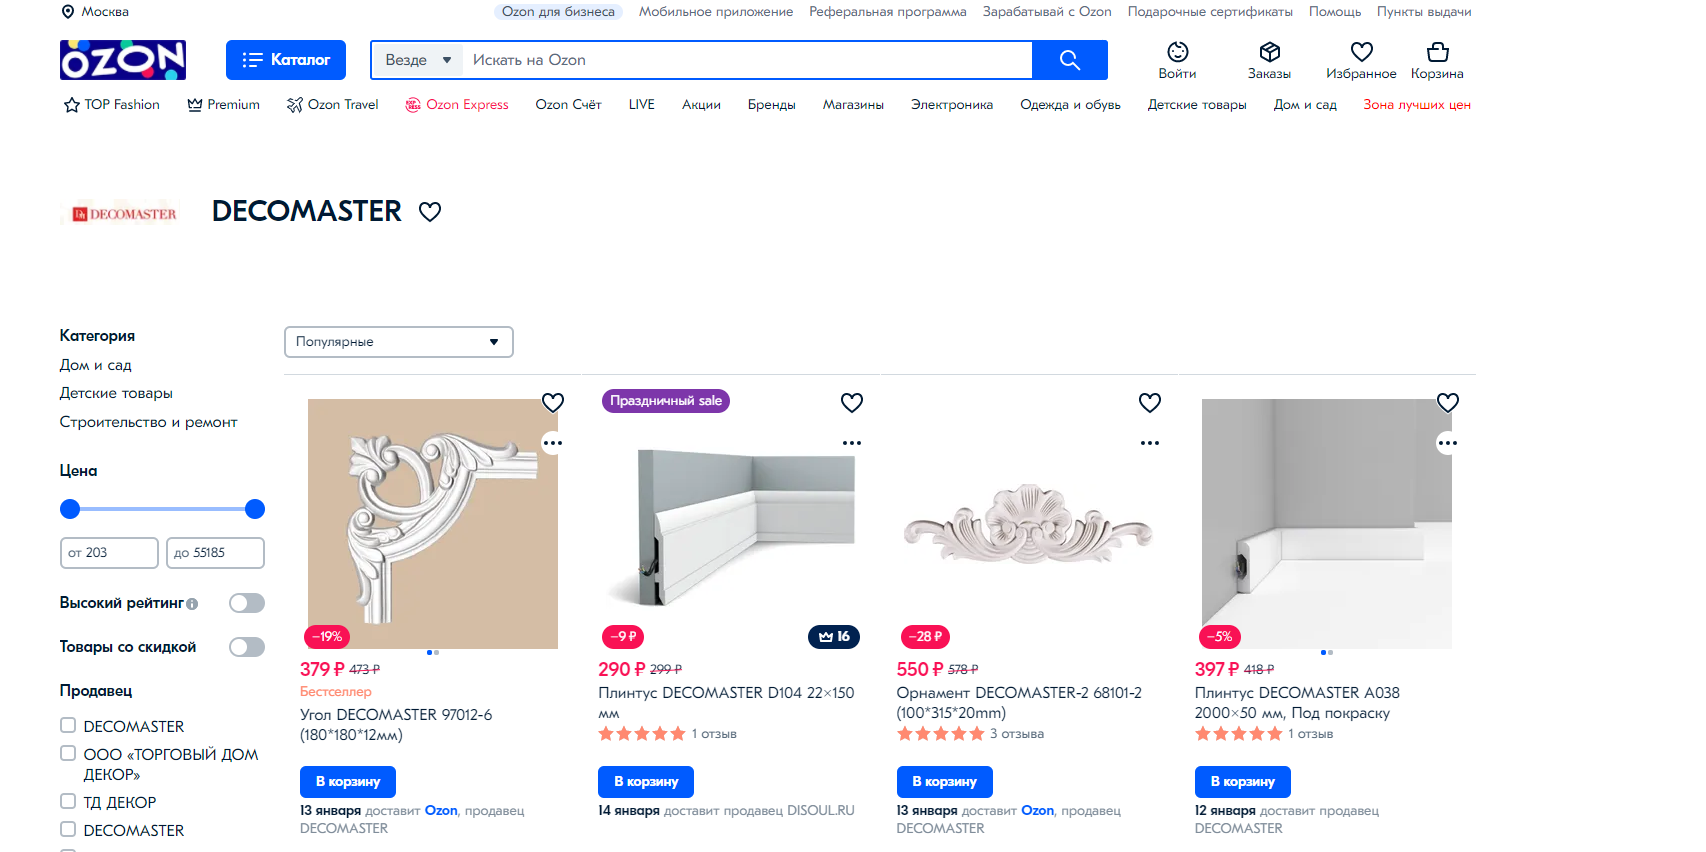 Москва
Ozon для бизнеса Мобильное приложение Реферальная программа Зарабатывай с Ozon Подарочные сертификаты Помощь Пункты выдачи
OZON
Каталог
Везде Искать на Ozon
Войти Заказы Избранное Корзина
TOP Fashion Premium Ozon Travel Ozon Express Ozon Счёт LIVE Акции Бренды Магазины Электроника Одежда и обувь Детские товары Дом и сад Зона лучших цен
DECOMASTER
DECOMASTER
Категория
Дом и сад
Детские товары
Строительство и ремонт
Цена
от 203 до 55185
Высокий рейтинг
Товары со скидкой
Продавец
DECOMASTER
ООО «ТОРГОВЫЙ ДОМ
ДЕКОР»
ТД ДЕКОР
DECOMASTER
Популярные
−19%
379 ₽ 473 ₽
Бестселлер
Угол DECOMASTER 97012-6
(180*180*12мм)
В корзину
13 января доставит Ozon, продавец
DECOMASTER
Праздничный sale
−9 ₽
16
290 ₽ 299 ₽
Плинтус DECOMASTER D104 22×150
мм
1 отзыв
В корзину
14 января доставит продавец DISOUL.RU
−28 ₽
550 ₽ 578 ₽
Орнамент DECOMASTER-2 68101-2
(100*315*20mm)
3 отзыва
В корзину
13 января доставит Ozon, продавец
DECOMASTER
−5%
397 ₽ 418 ₽
Плинтус DECOMASTER A038
2000×50 мм, Под покраску
1 отзыв
В корзину
12 января доставит продавец
DECOMASTER